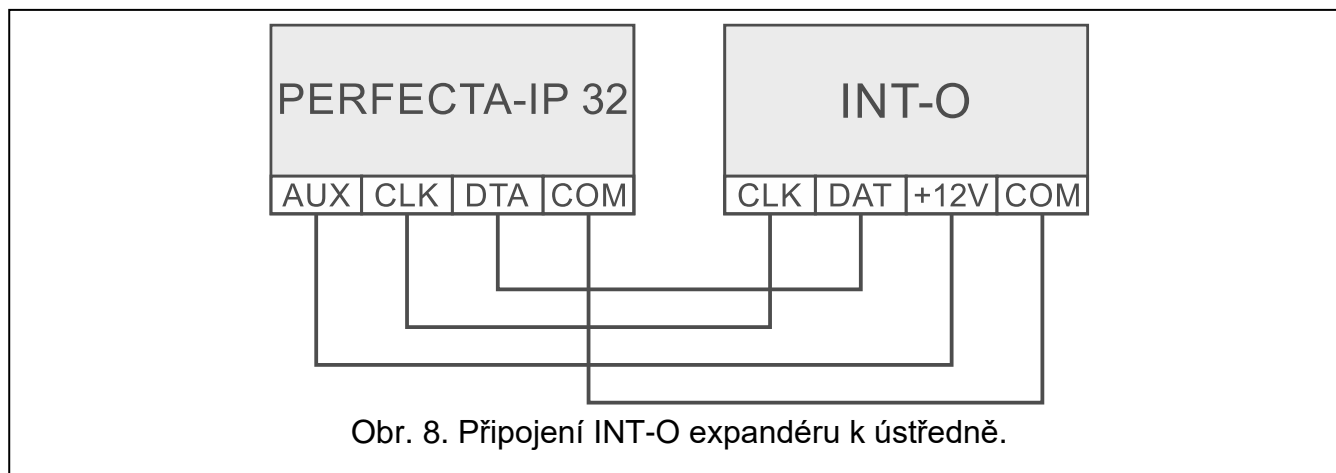 PERFECTA-IP 32
INT-O
AUX CLK DTA COM
CLK DAT +12V COM
Obr. 8. Připojení INT-O expandéru k ústředně.